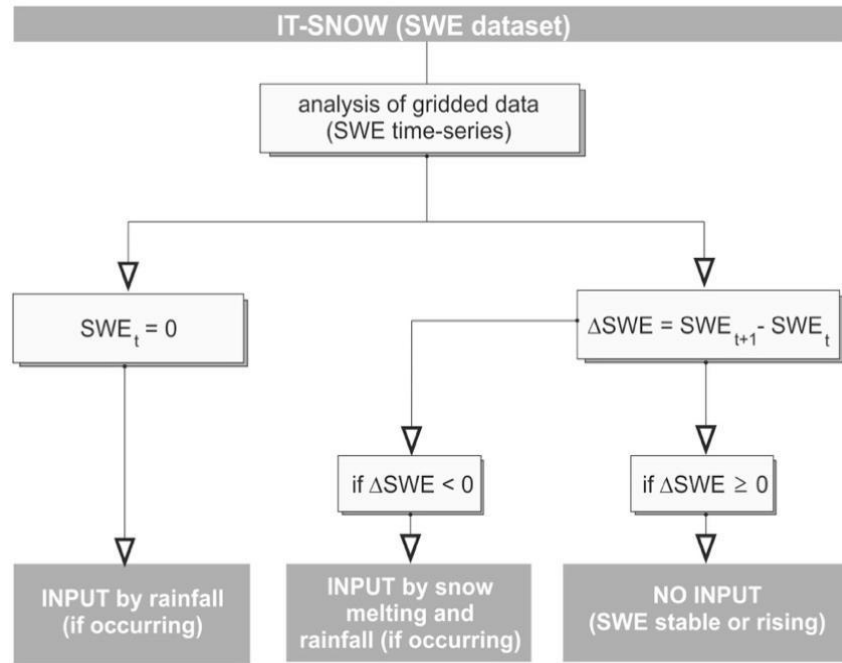 IT-SNOW (SWE dataset)
analysis of gridded data
(SWE time-series)
SWEt = 0
ΔSWE = SWEt+1- SWEt
if ΔSWE < 0
if ΔSWE ≥ 0
INPUT by rainfall
(if occurring)
INPUT by snow
melting and
rainfall (if occurring)
NO INPUT
(SWE stable or rising)